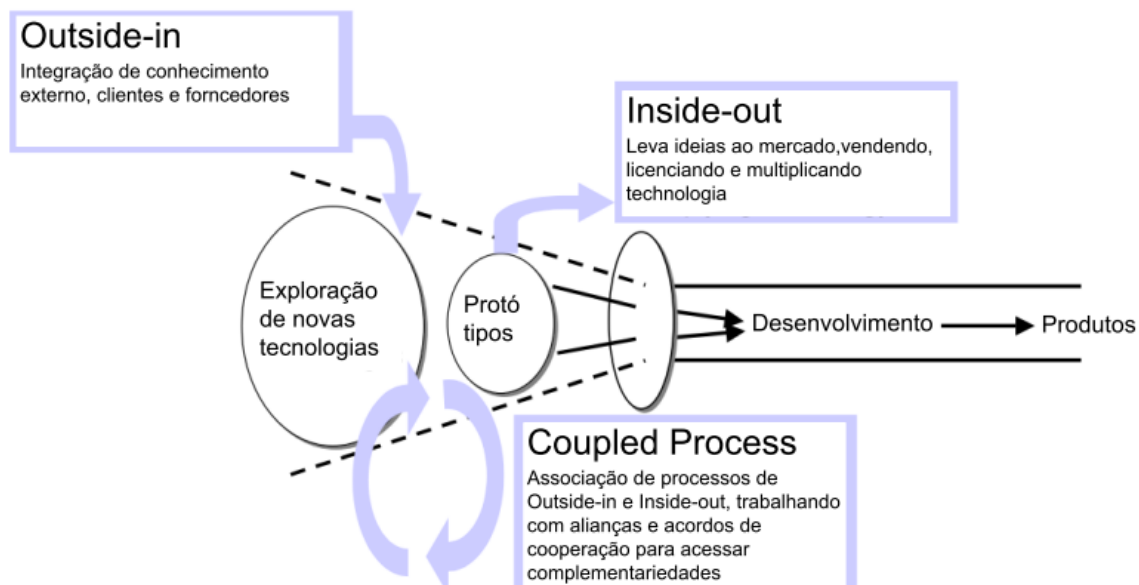 Outside-in
Integração de conhecimento
externo, clientes e forncedores
Inside-out
Leva ideias ao mercado,vendendo,
licenciando e multiplicando
technologia
Exploração
de novas
tecnologias
Protó
tipos
Desenvolvimento
Produtos
Coupled Process
Associação de processos de
Outside-in e Inside-out, trabalhando
com alianças e acordos de
cooperação para acessar
complementariedades